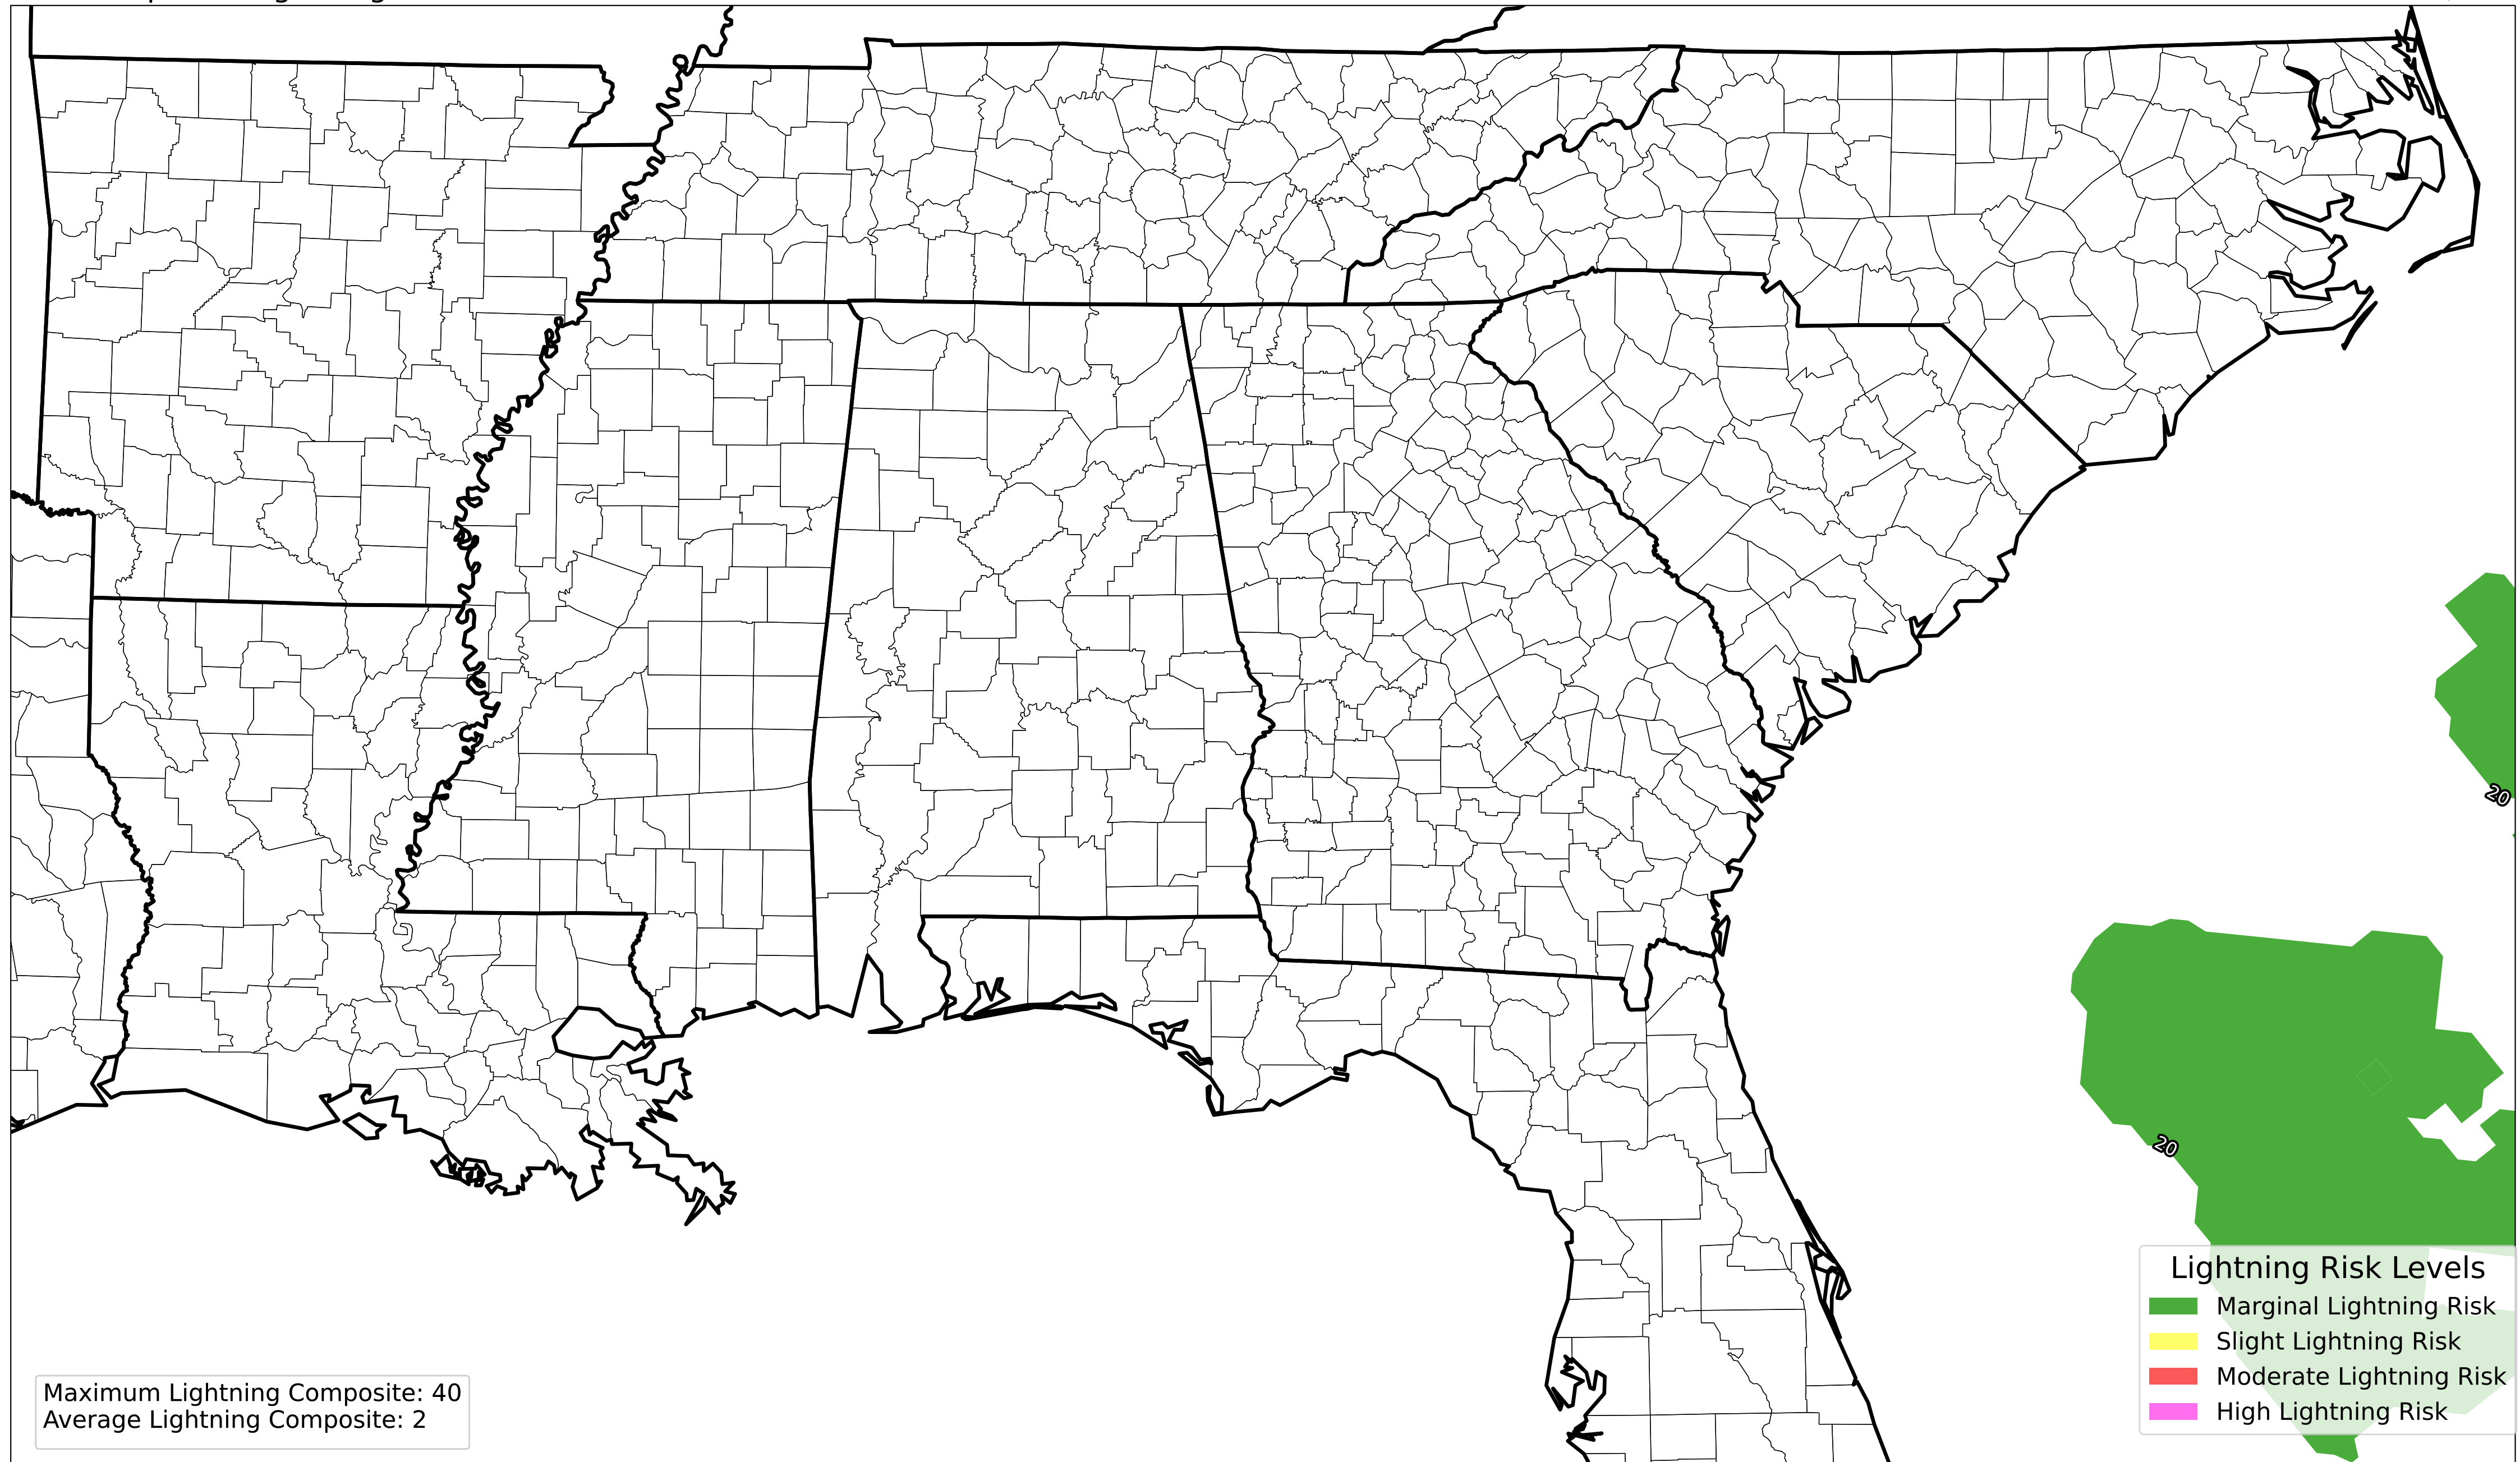 20
20
Lightning Risk Levels
Marginal Lightning Risk
Slight Lightning Risk
Moderate Lightning Risk
High Lightning Risk
Maximum Lightning Composite: 40
Average Lightning Composite: 2